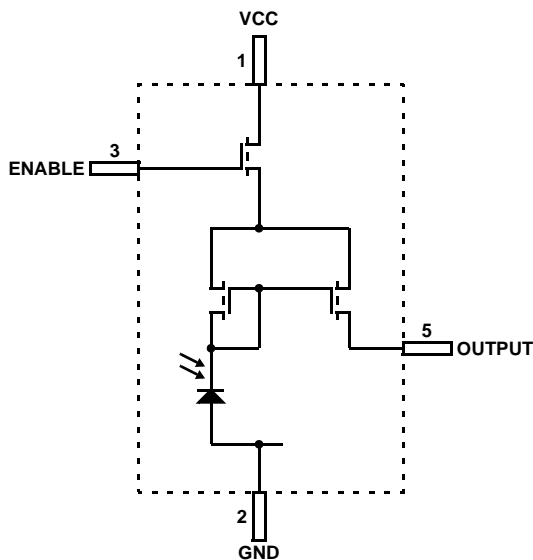 VCC
1
3
ENABLE
5
OUTPUT
2
GND